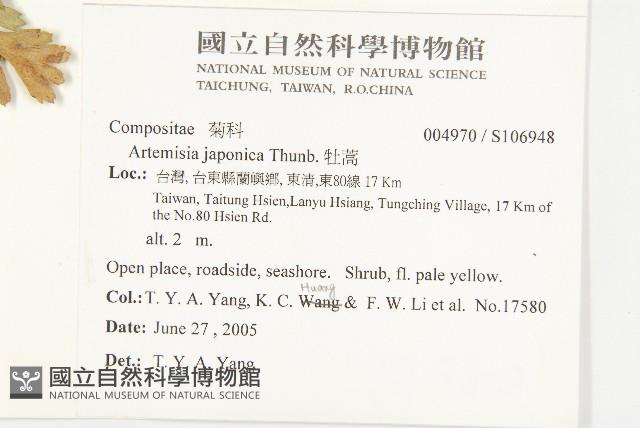 國立自然科學博物館
NATIONAL MUSEUM OF NATURAL SCIENCE
TAICHUNG, TAIWAN, R.O.CHINA
Compositae 菊科 004970 / S106948
Artemisia japonica Thunb. 牡蒿
Loc.: 台灣, 台東縣蘭嶼鄉, 東清,東80線 17 Km
Taiwan, Taitung Hsien,Lanyu Hsiang, Tungching Village, 17 Km of
the No.80 Hsien Rd.
alt. 2 m.
Open place, roadside, seashore. Shrub, fl. pale yellow.
Huang
Col.: T. Y. A. Yang, K. C. Wang & F. W. Li et al. No.17580
Date: June 27 , 2005
Det.: T. Y. A. Yang
國立自然科學博物館
NATIONAL MUSEUM OF NATURAL SCIENCE